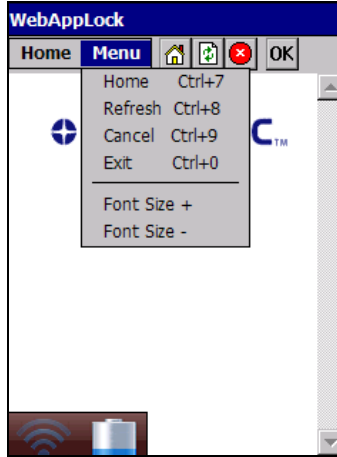 WebAppLock
Home Menu OK
Home Ctrl+7
Refresh Ctrl+8
Cancel Ctrl+9
Exit Ctrl+0
Font Size +
Font Size -
C™